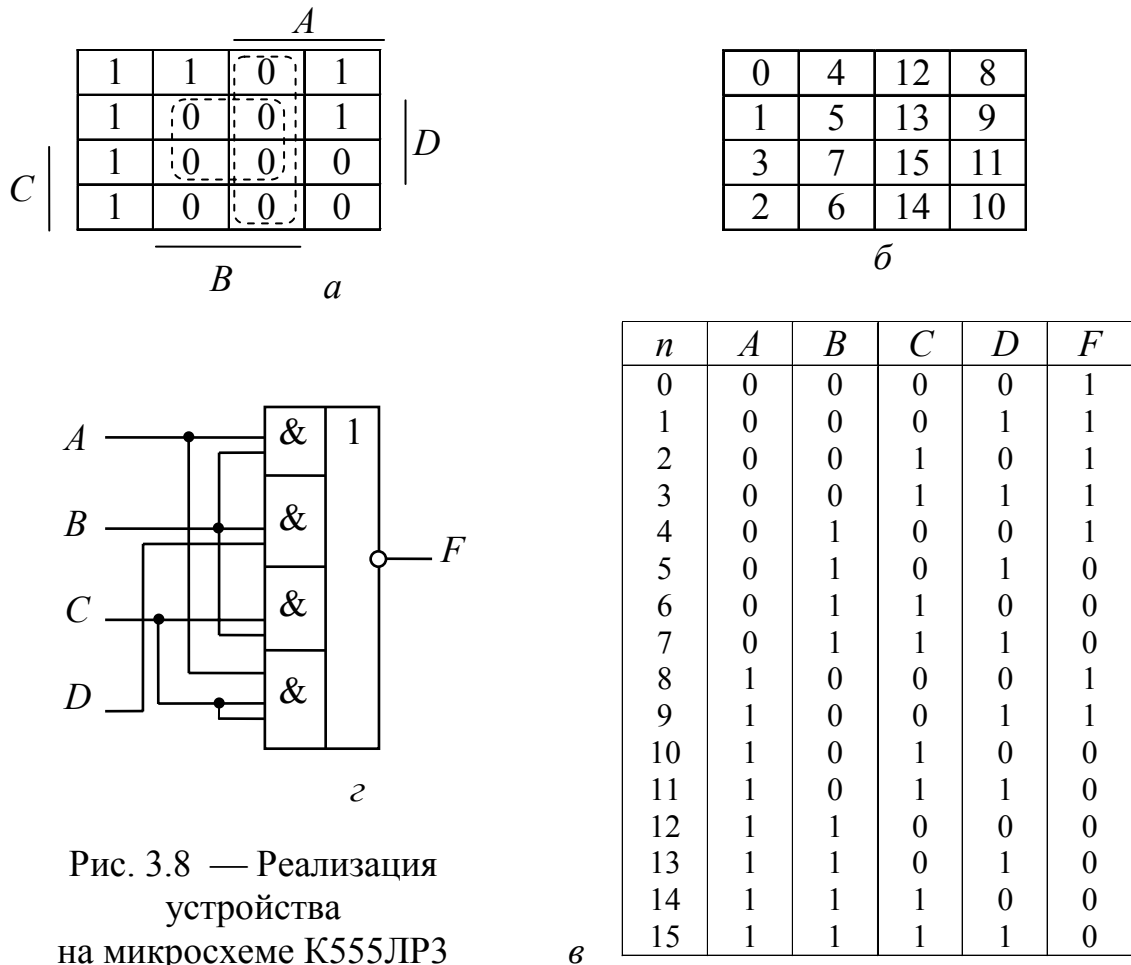 A
1 1 0 1
1 0 0 1
1 0 0 0
1 0 0 0
C
D
B
а
0 4 12 8
1 5 13 9
3 7 15 11
2 6 14 10
б
A
B
C
D
& 1
&
&
&
F
г
Рис. 3.8 — Реализация
устройства
на микросхеме К555ЛР3
n A B C D F
0 0 0 0 0 1
1 0 0 0 1 1
2 0 0 1 0 1
3 0 0 1 1 1
4 0 1 0 0 1
5 0 1 0 1 0
6 0 1 1 0 0
7 0 1 1 1 0
8 1 0 0 0 1
9 1 0 0 1 1
10 1 0 1 0 0
11 1 0 1 1 0
12 1 1 0 0 0
13 1 1 0 1 0
14 1 1 1 0 0
15 1 1 1 1 0
в